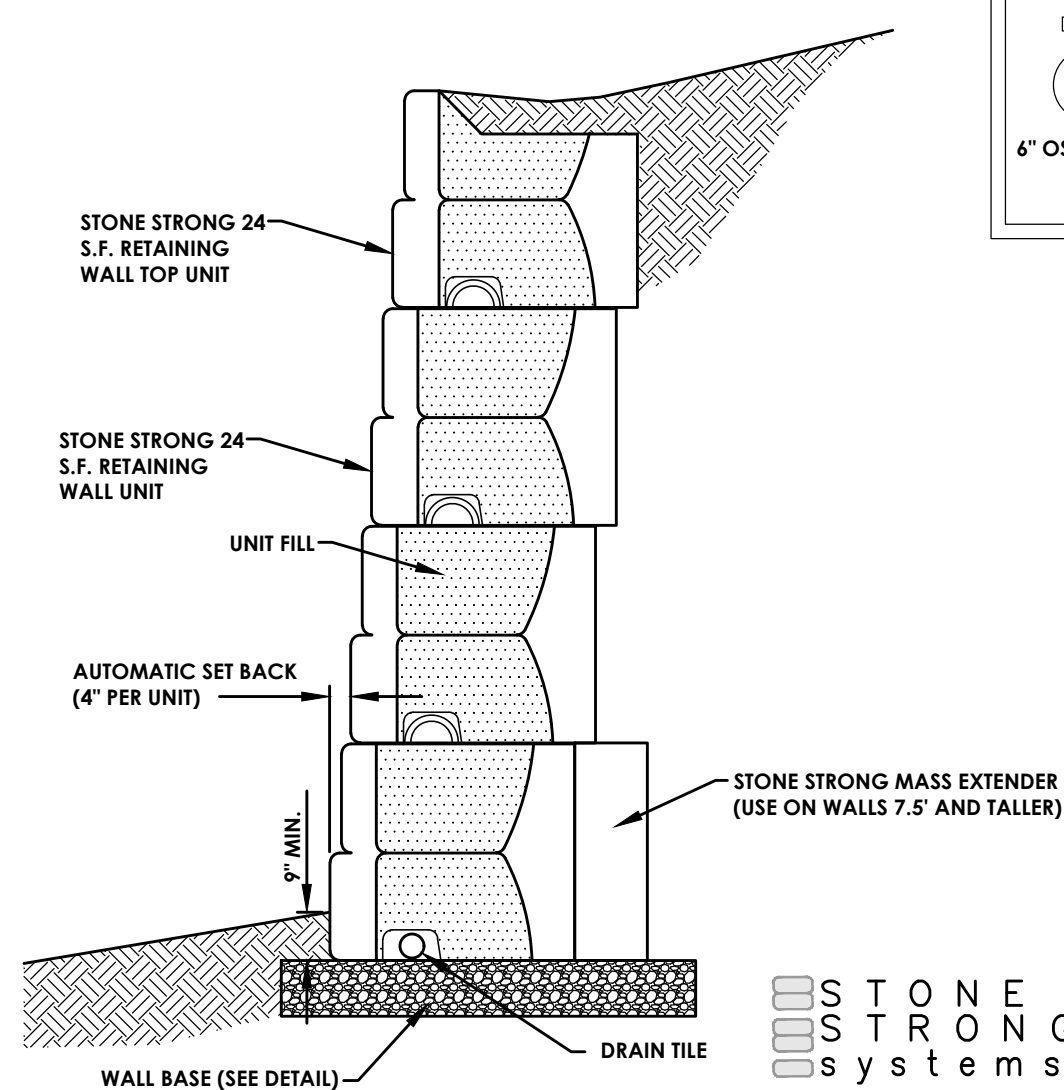 6" OS
STONE STRONG 24
S.F. RETAINING
WALL TOP UNIT
STONE STRONG 24
S.F. RETAINING
WALL UNIT
UNIT FILL
AUTOMATIC SET BACK
(4" PER UNIT)
STONE STRONG MASS EXTENDER
(USE ON WALLS 7.5' AND TALLER)
9" MIN.
DRAIN TILE
WALL BASE (SEE DETAIL)
STONE
STRONG
systems